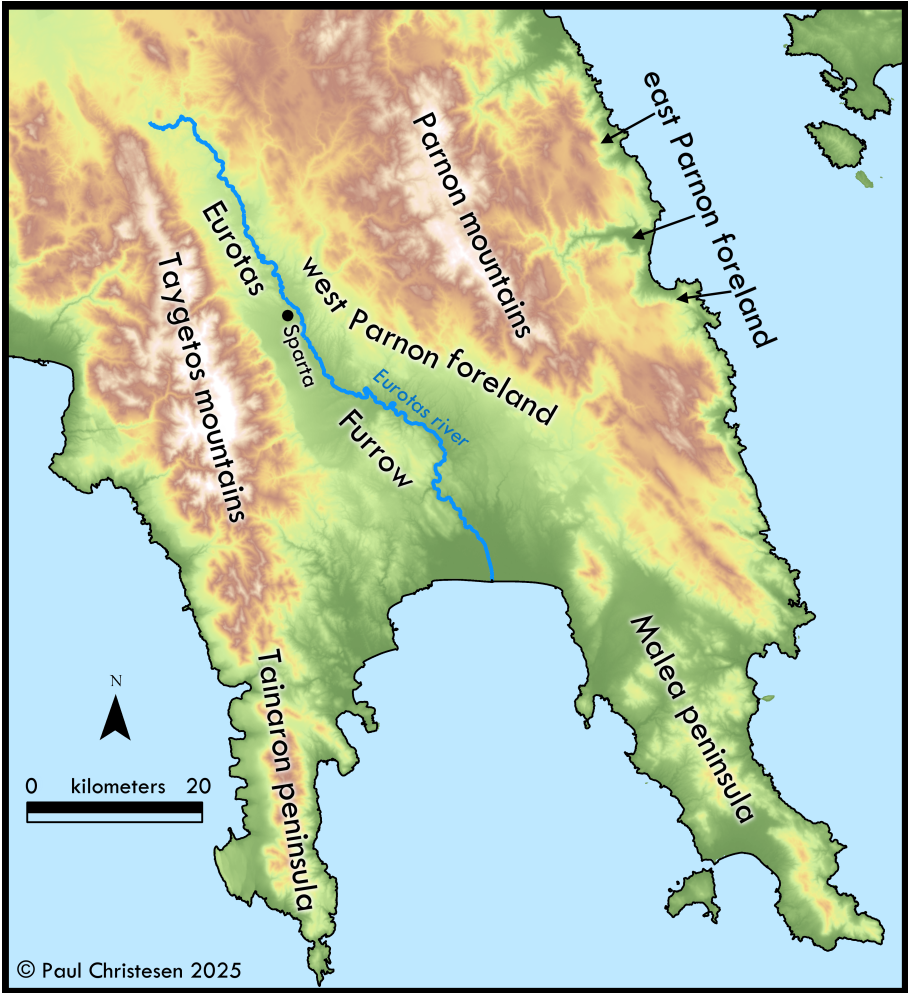 east Parnon foreland
Parnon mountains
Eurotas
Furrow
west Parnon foreland
Taygetos mountains
Sparta
Eurotas river
Malea peninsula
Tainaron peninsula
N
0 kilometers 20
© Paul Christesen 2025